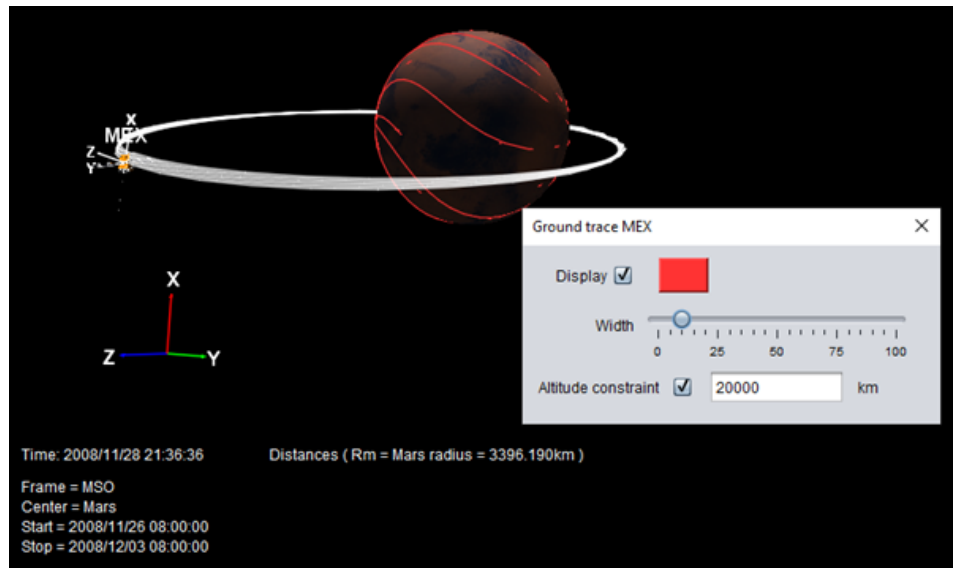 X
MEX
Z
Y
Ground trace MEX
Display
Width
0 25 50 75 100
Altitude constraint 20000 km
X
Z Y
Time: 2008/11/28 21:36:36 Distances ( Rm = Mars radius = 3396.190km )
Frame = MSO
Center = Mars
Start = 2008/11/26 08:00:00
Stop = 2008/12/03 08:00:00